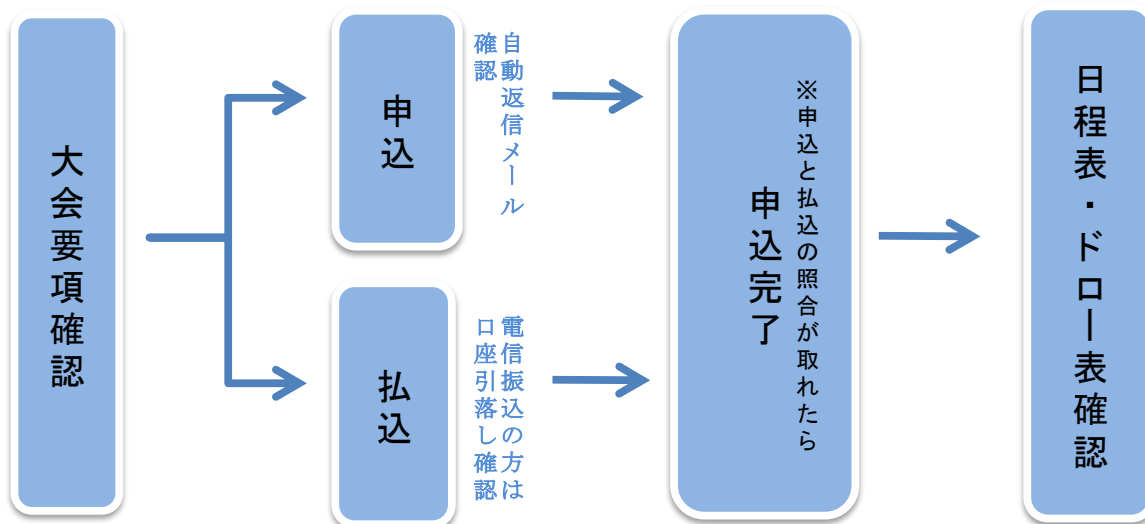 大会要項確認
申込
自動返信メール
確認
払込
電信振込の方は
口座引落し確認
※申込と払込の照合が取れたら
申込完了
日程表・ドロー表確認